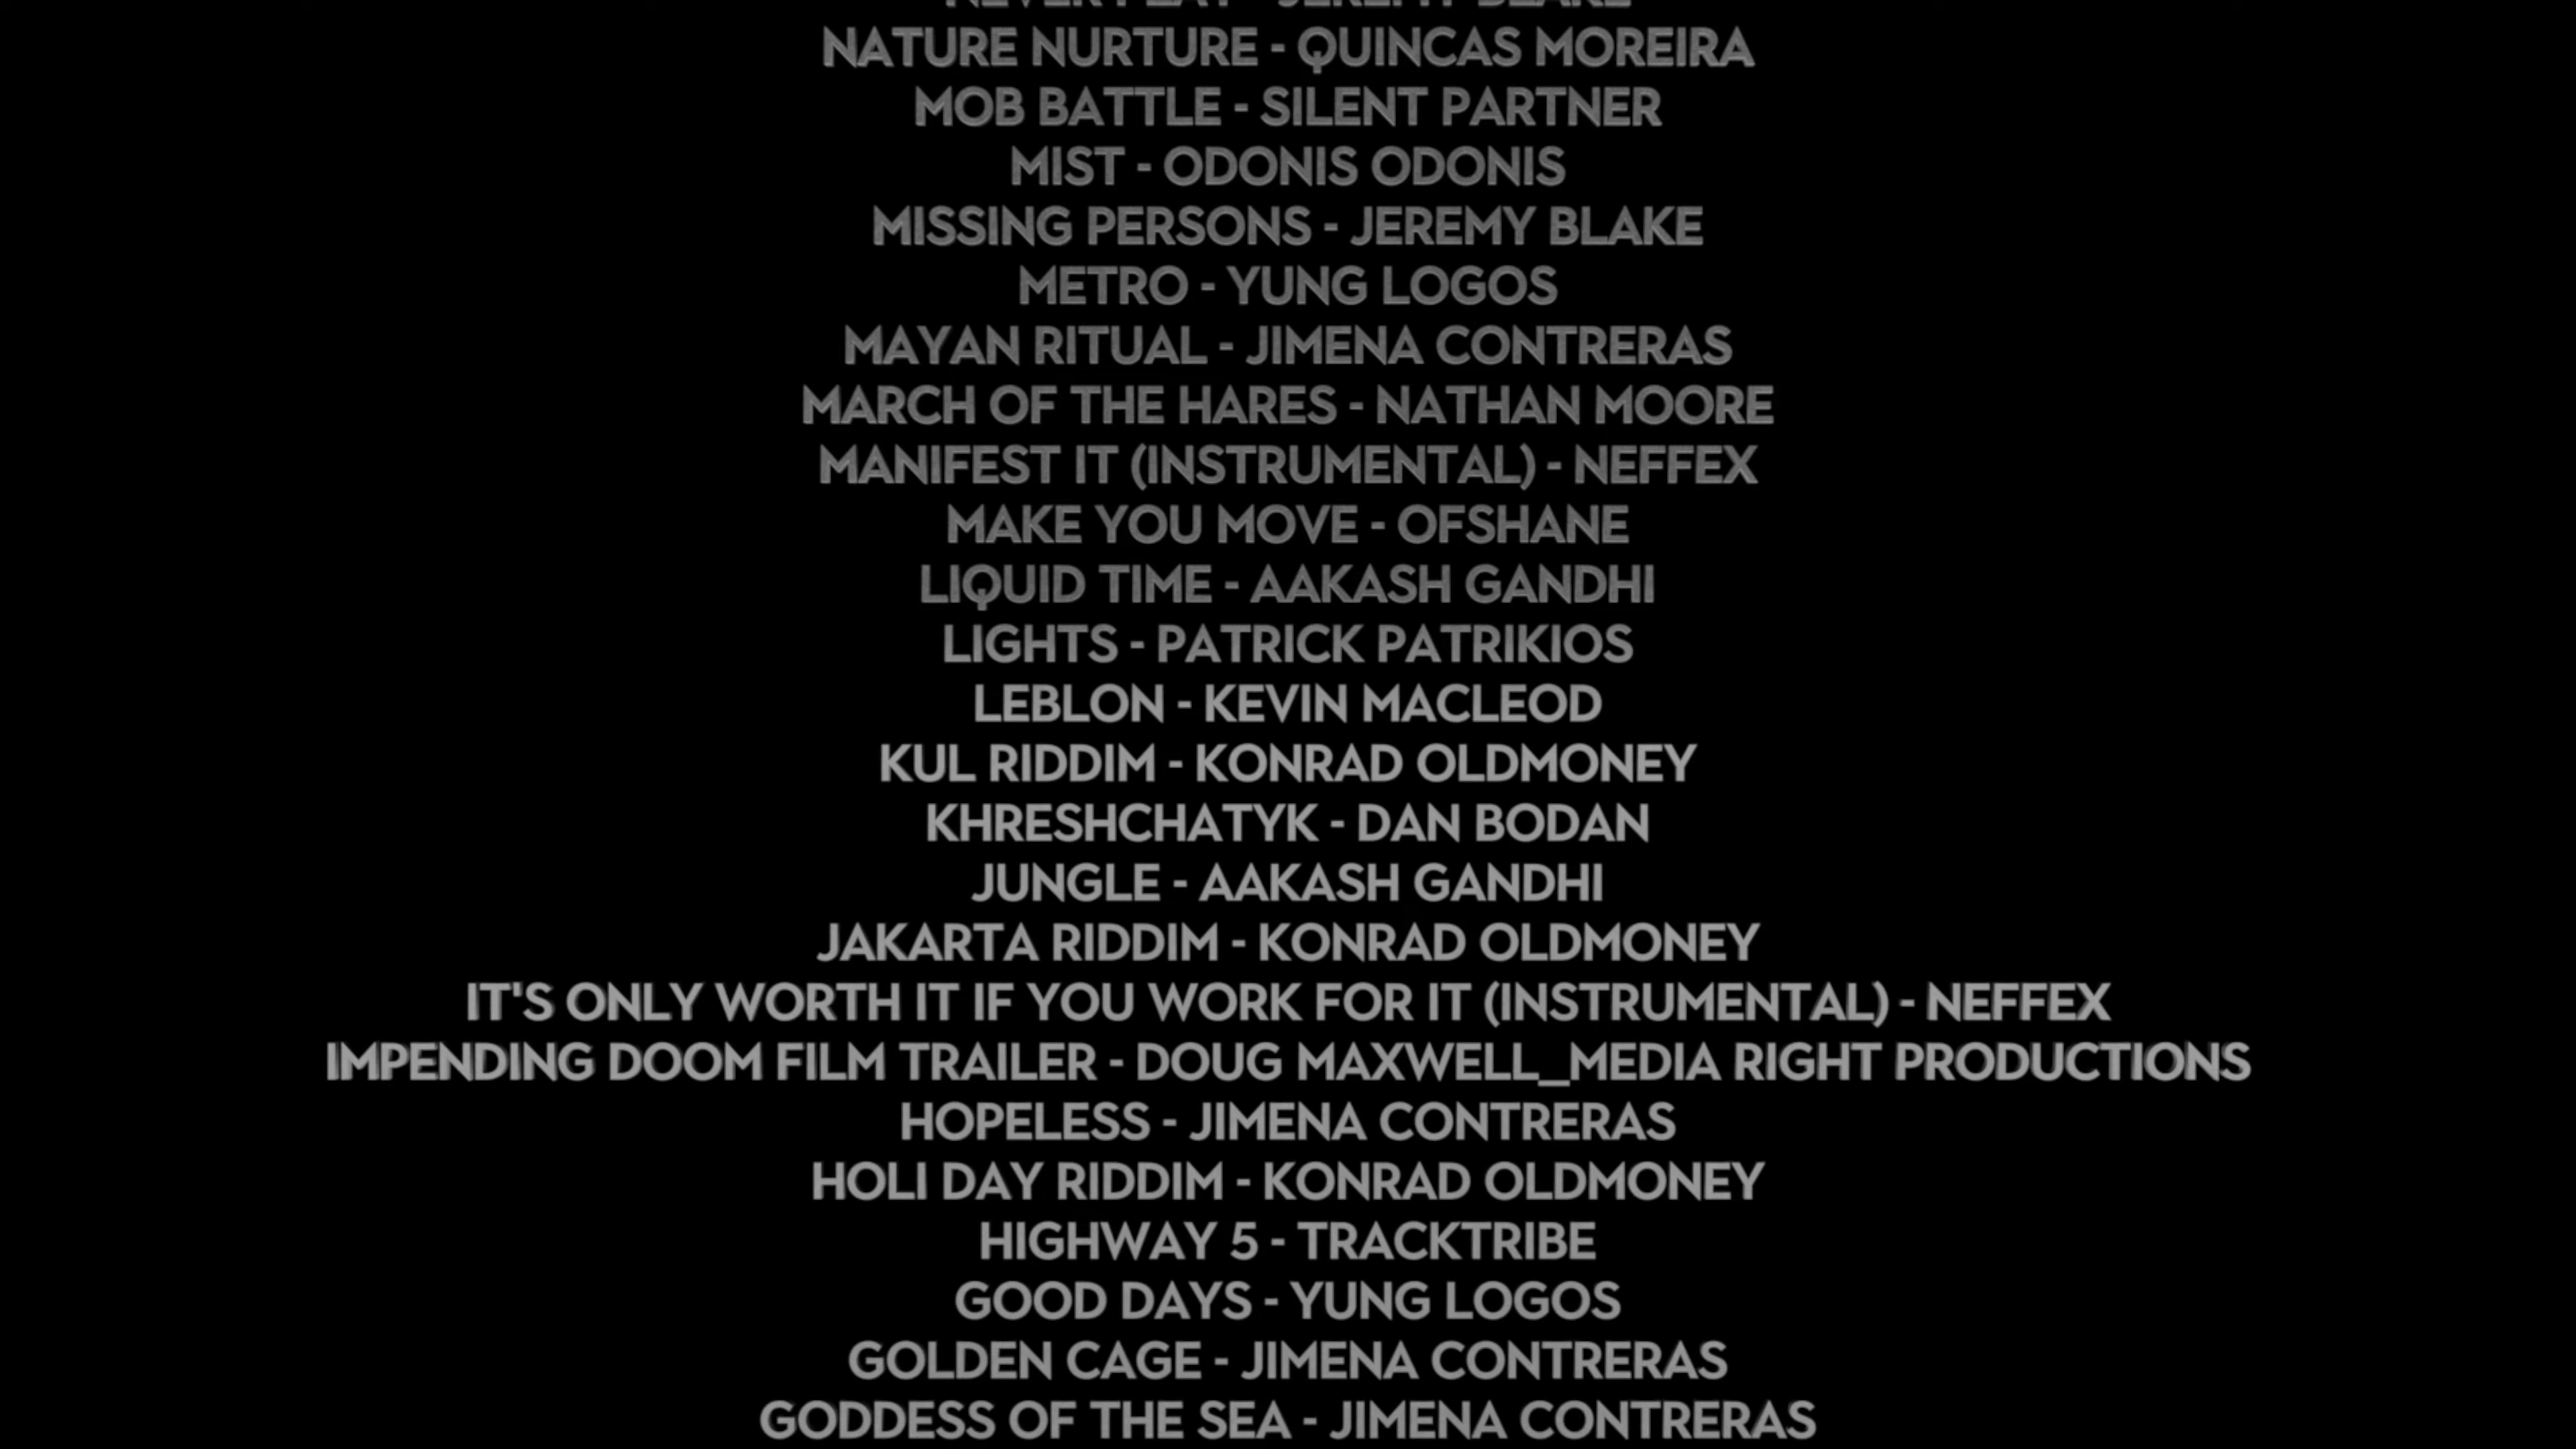 NEVER PLAY - JEREMY BLAKE
NATURE NURTURE - QUINCAS MOREIRA
MOB BATTLE - SILENT PARTNER
MIST - ODONIS ODONIS
MISSING PERSONS - JEREMY BLAKE
METRO - YUNG LOGOS
MAYAN RITUAL - JIMENA CONTRERAS
MARCH OF THE HARES - NATHAN MOORE
MANIFEST IT (INSTRUMENTAL) - NEFFEX
MAKE YOU MOVE - OFSHANE
LIQUID TIME - AAKASH GANDHI
LIGHTS - PATRICK PATRIKIOS
LEBLON - KEVIN MACLEOD
KUL RIDDIM - KONRAD OLDMONEY
KHRESHCHATYK - DAN BODAN
JUNGLE - AAKASH GANDHI
JAKARTA RIDDIM - KONRAD OLDMONEY
IT'S ONLY WORTH IT IF YOU WORK FOR IT (INSTRUMENTAL) - NEFFEX
IMPENDING DOOM FILM TRAILER - DOUG MAXWELL_MEDIA RIGHT PRODUCTIONS
HOPELESS - JIMENA CONTRERAS
HOLI DAY RIDDIM - KONRAD OLDMONEY
HIGHWAY 5 - TRACKTRIBE
GOOD DAYS - YUNG LOGOS
GOLDEN CAGE - JIMENA CONTRERAS
GODDESS OF THE SEA - JIMENA CONTRERAS